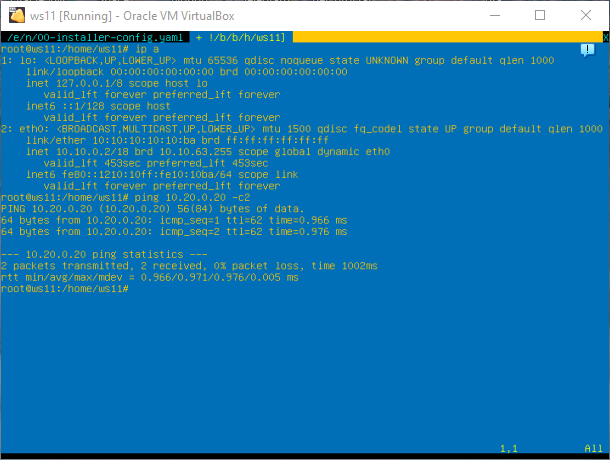 ws11 [Running] - Oracle VM VirtualBox
/e/n/00-installer-config.yaml + !/b/b/h/ws11] X
root@ws11:/home/ws11# ip a
1: lo: <LOOPBACK,UP,LOWER_UP> mtu 65536 qdisc noqueue state UNKNOWN group default qlen 1000
link/loopback 00:00:00:00:00:00 brd 00:00:00:00:00:00
inet 127.0.0.1/8 scope host lo
valid_lft forever preferred_lft forever
inet6 ::1/128 scope host
valid_lft forever preferred_lft forever
2: eth0: <BROADCAST,MULTICAST,UP,LOWER_UP> mtu 1500 qdisc fq_codel state UP group default qlen 1000
link/ether 10:10:10:10:10:ba brd ff:ff:ff:ff:ff:ff
inet 10.10.0.2/18 brd 10.10.63.255 scope global dynamic eth0
valid_lft 453sec preferred_lft 453sec
inet6 fe80::1210:10ff:fe10:10ba/64 scope link
valid_lft forever preferred_lft forever
root@ws11:/home/ws11# ping 10.20.0.20 -c2
PING 10.20.0.20 (10.20.0.20) 56(84) bytes of data.
64 bytes from 10.20.0.20: icmp_seq=1 ttl=62 time=0.966 ms
64 bytes from 10.20.0.20: icmp_seq=2 ttl=62 time=0.976 ms
--- 10.20.0.20 ping statistics ---
2 packets transmitted, 2 received, 0% packet loss, time 1002ms
rtt min/avg/max/mdev = 0.966/0.971/0.976/0.005 ms
root@ws11:/home/ws11#
1,1 All